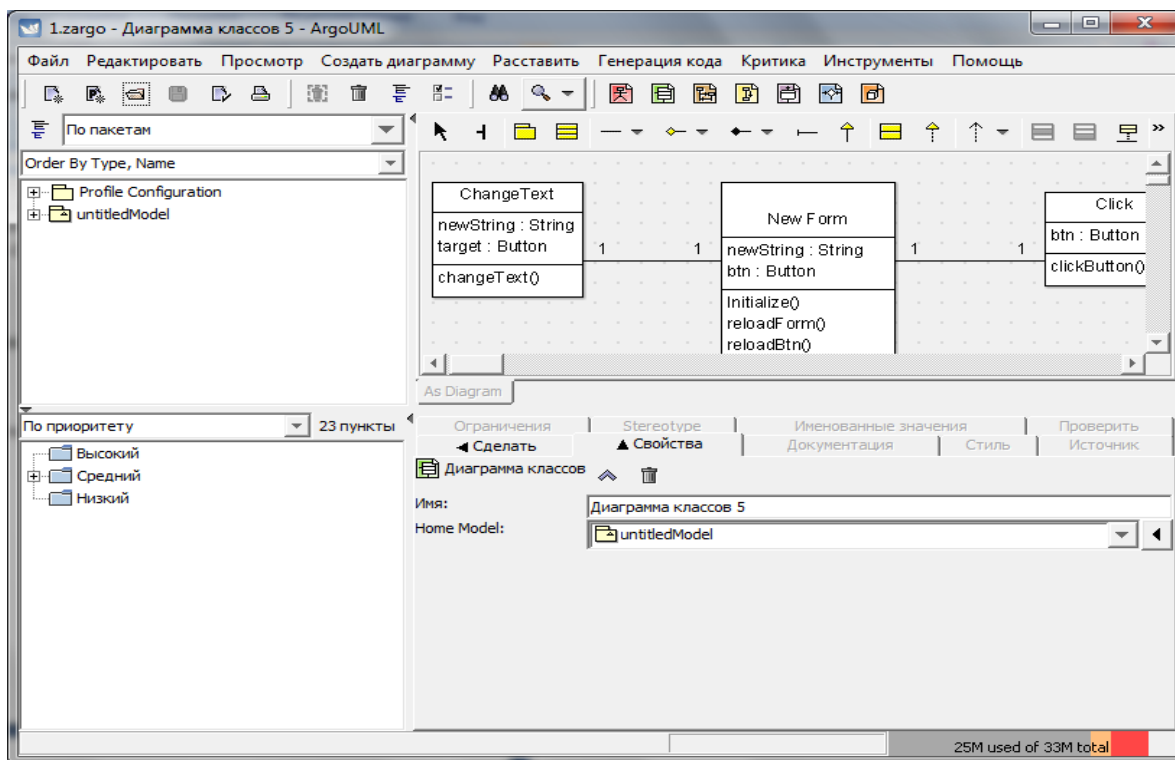 1.zargo - Диаграмма классов 5 - ArgoUML
Файл Редактировать Просмотр Создать диаграмму Расставить Генерация кода Критика Инструменты Помощь
По пакетам
Order By Type, Name
Profile Configuration
untitledModel
ChangeText
newString : String
target : Button
changeText()
1 1
New Form
newString : String
btn : Button
Initialize()
reloadForm()
reloadBtn()
1 1
Click
btn : Button
clickButton()
As Diagram
По приоритету 23 пункты
Высокий
Средний
Низкий
Ограничения Stereotype Именованные значения Проверить
Сделать Свойства Документация Стиль Источник
Диаграмма классов
Имя: Диаграмма классов 5
Home Model: untitledModel
25M used of 33M total